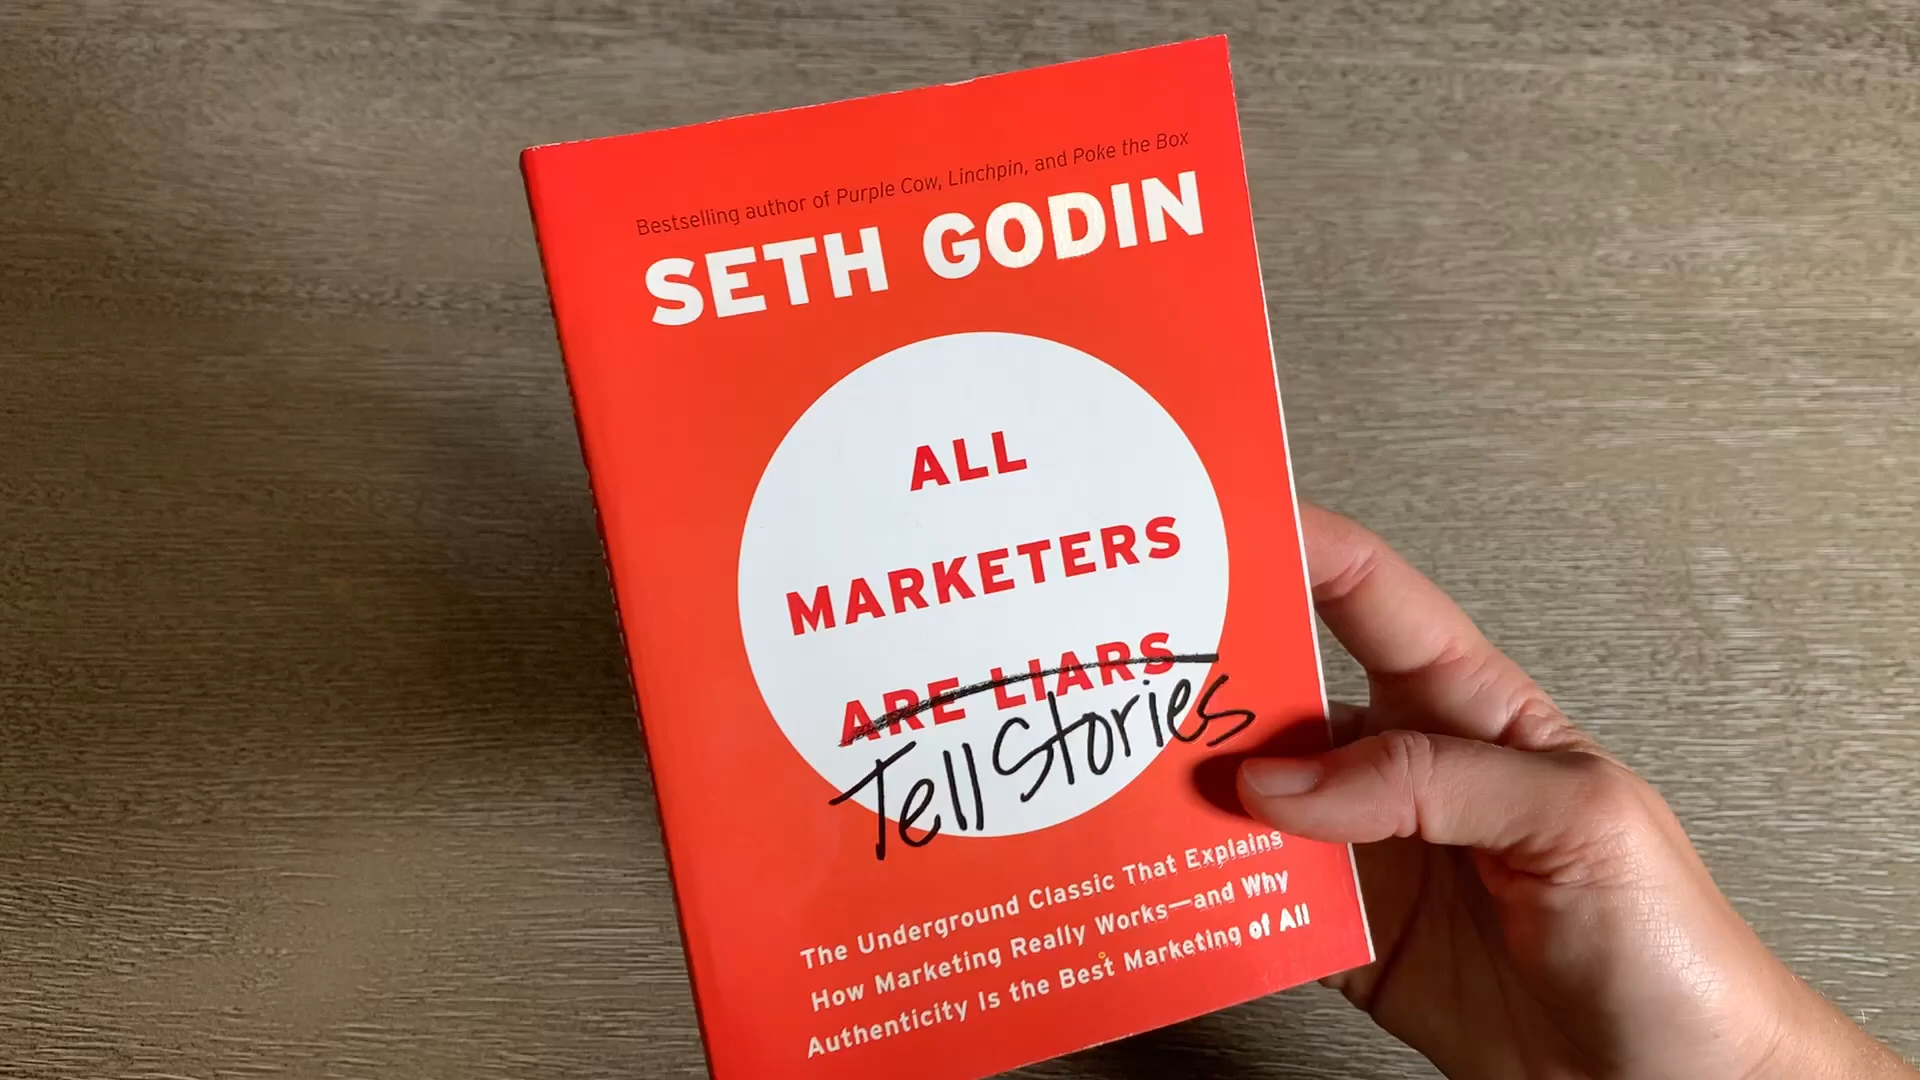 Bestselling author of Purple Cow, Linchpin, and Poke the Box
SETH GODIN
ALL
MARKETERS
ARE LIARS
Tell Stories
The Underground Classic That Explains
How Marketing Really Works—and Why
Authenticity Is the Best Marketing of All